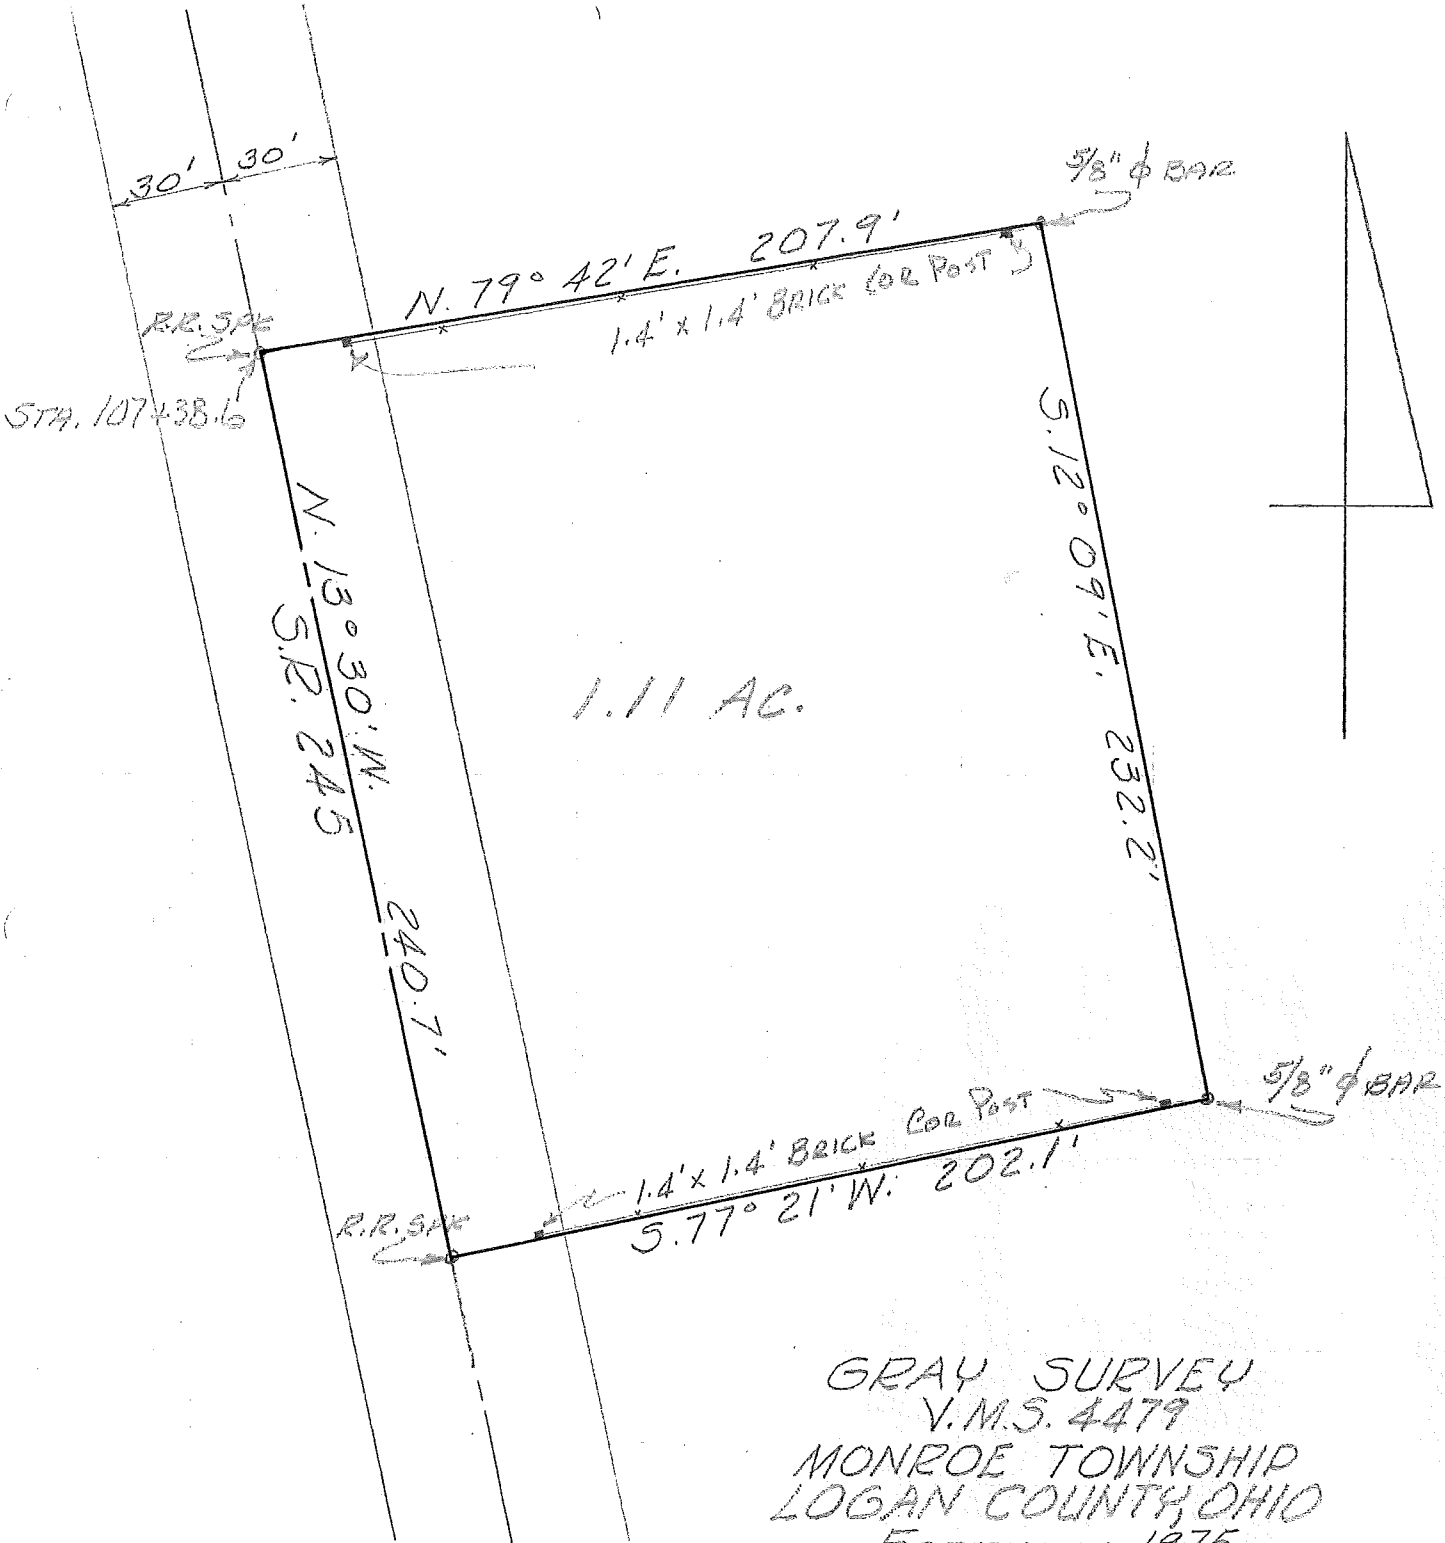 30' 30'
5/8" ϕ BAR
N. 79° 42' E. 207.9'
1.4' x 1.4' BRICK COR POST
R.R. SPK
STA. 107+38.6
S. 12° 09' E. 232.2'
N. 13° 30' W. 240.7'
S.R. 245
1.11 AC.
5/8" ϕ BAR
1.4' x 1.4' BRICK COR POST
S. 77° 21' W. 202.1'
R.R. SPK
GRAY SURVEY
V.M.S. 4479
MONROE TOWNSHIP
LOGAN COUNTY, OHIO
1975